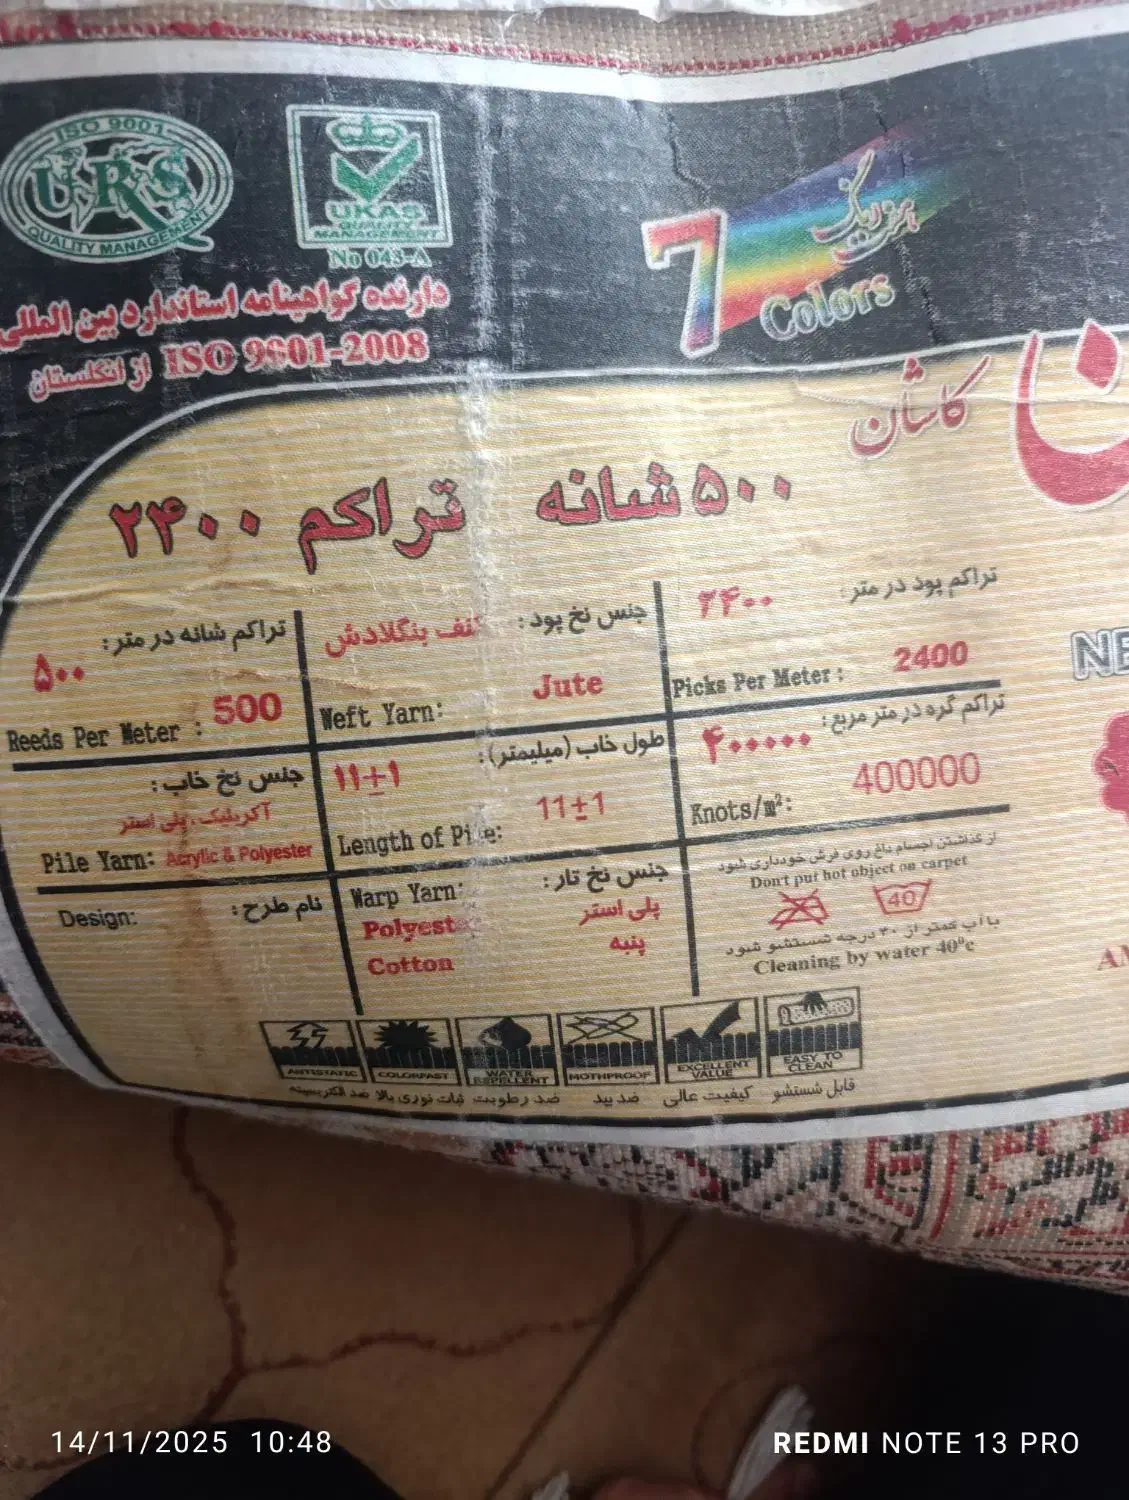 ISO 9001
URS
QUALITY MANAGEMENT
UKAS
QUALITY
MANAGEMENT
No 043-A
دارنده گواهینامه استاندارد بین المللی
ISO 9001-2008 از انگلستان
7
هفت رنگ
Colors
کاشان
۵۰۰ شانه تراکم ۲۴۰۰
تراکم پود در متر: ۲۴۰۰
Picks Per Meter: 2400
جنس نخ پود: کنف بنگلادش
Weft Yarn: Jute
تراکم شانه در متر: ۵۰۰
Reeds Per Meter: 500
تراکم گره در متر مربع: ۴۰۰۰۰۰
Knots/m²: 400000
طول خاب (میلیمتر): ۱۱±۱
Length of Pile: 11±1
جنس نخ خاب:
آکریلیک، پلی استر
Pile Yarn: Acrylic & Polyester
از گذاشتن اجسام داغ روی فرش خودداری شود
Don't put hot object on carpet
40
با آب کمتر از ۳۰ درجه شستشو شود
Cleaning by water 40°c
جنس نخ تار:
Warp Yarn:
پلی استر
Polyester
پنبه
Cotton
نام طرح:
Design:
ANTISTATIC
COLORFAST
WATER REPELLENT
MOTHPROOF
EXCELLENT VALUE
EASY TO CLEAN
قابل شستشو
کیفیت عالی
ضد بید
ضد رطوبت
ثبات نوری بالا
ضد الکتریسیته
NE
AM
14/11/2025 10:48
REDMI NOTE 13 PRO